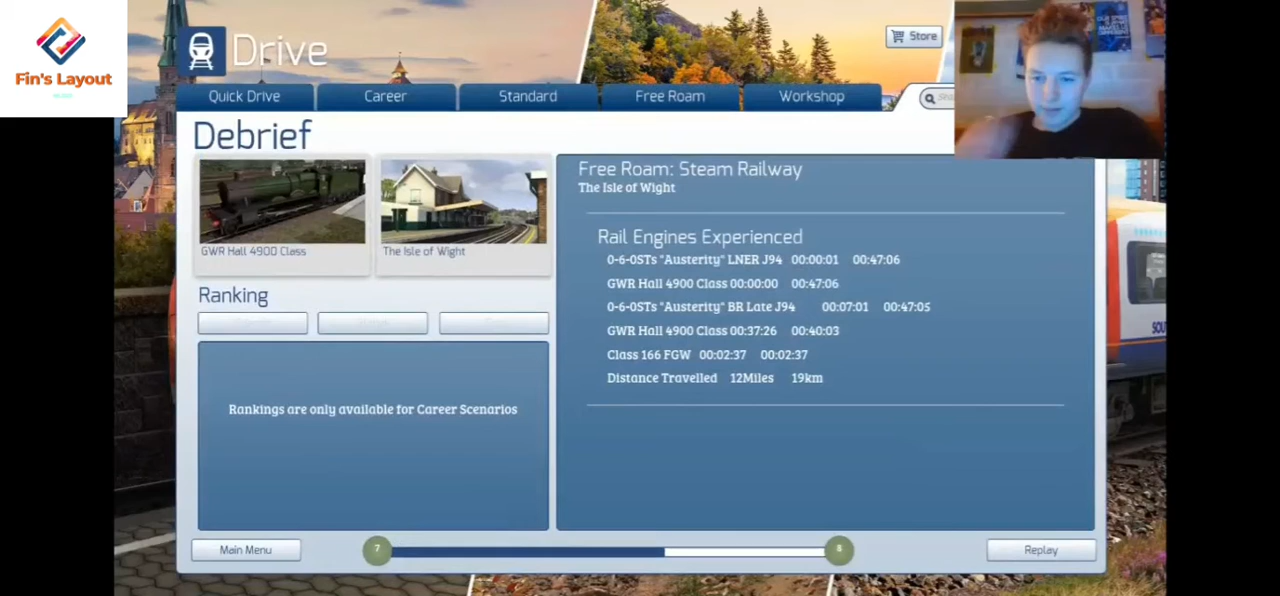 Fin's Layout
Drive
Store
Quick Drive
Career
Standard
Free Roam
Workshop
Debrief
GWR Hall 4900 Class
The Isle of Wight
Ranking
Rankings are only available for Career Scenarios
Free Roam: Steam Railway
The Isle of Wight
Rail Engines Experienced
0-6-0STs "Austerity" LNER J94 00:00:01 00:47:06
GWR Hall 4900 Class 00:00:00 00:47:06
0-6-0STs "Austerity" BR Late J94 00:07:01 00:47:05
GWR Hall 4900 Class 00:37:26 00:40:03
Class 166 FGW 00:02:37 00:02:37
Distance Travelled 12Miles 19km
Main Menu
7
8
Replay